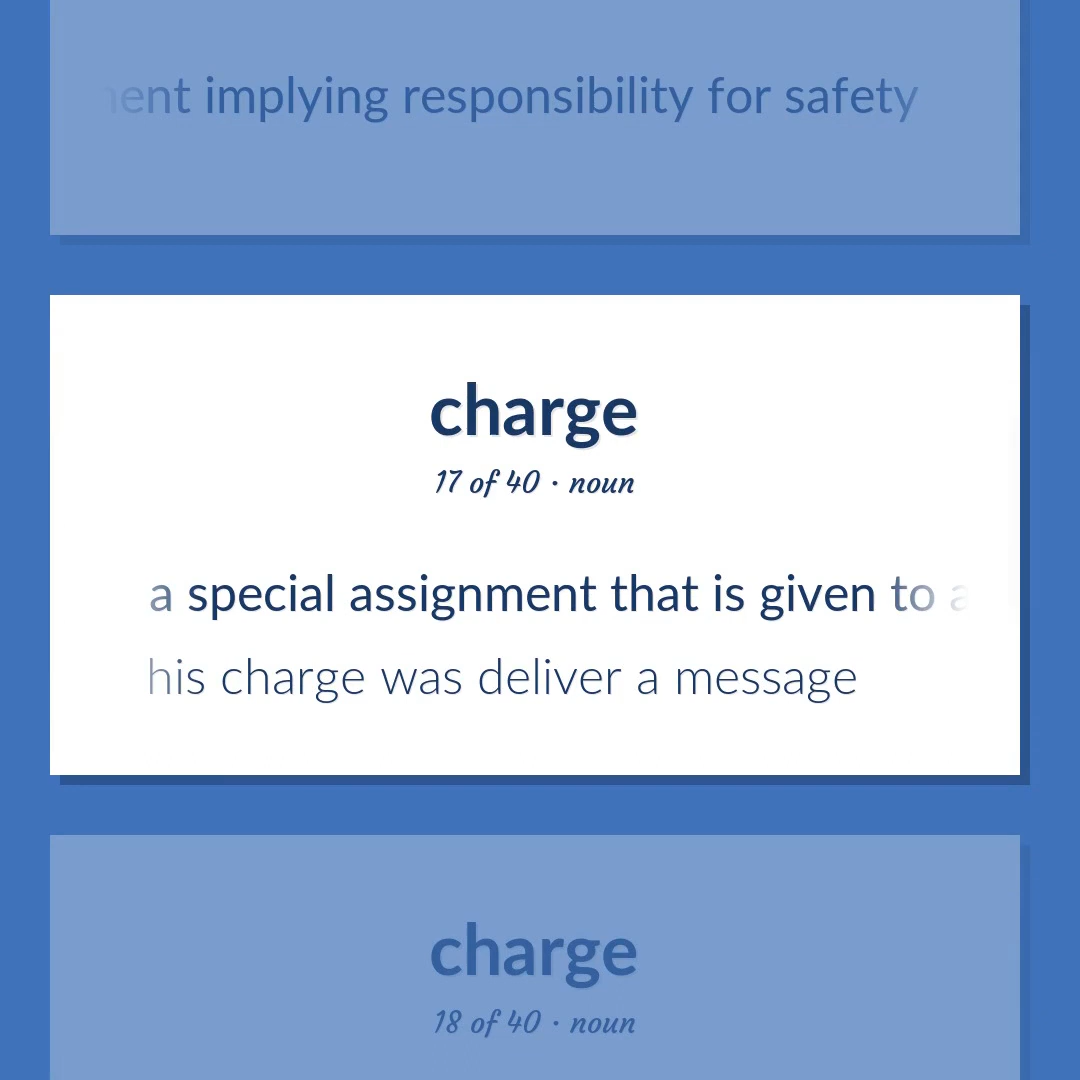 implying responsibility for safety
charge
17 of 40 · noun
a special assignment that is given to
his charge was deliver a message
charge
18 of 40 · noun